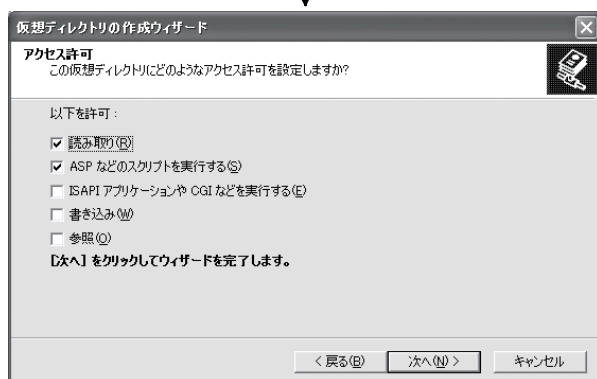 仮想ディレクトリの作成ウィザード
アクセス許可
この仮想ディレクトリにどのようなアクセス許可を設定しますか?
以下を許可:
読み取り(R)
ASP などのスクリプトを実行する(S)
ISAPI アプリケーションや CGI などを実行する(E)
書き込み(W)
参照(O)
[次へ] をクリックしてウィザードを完了します。
< 戻る(B) 次へ(N) > キャンセル